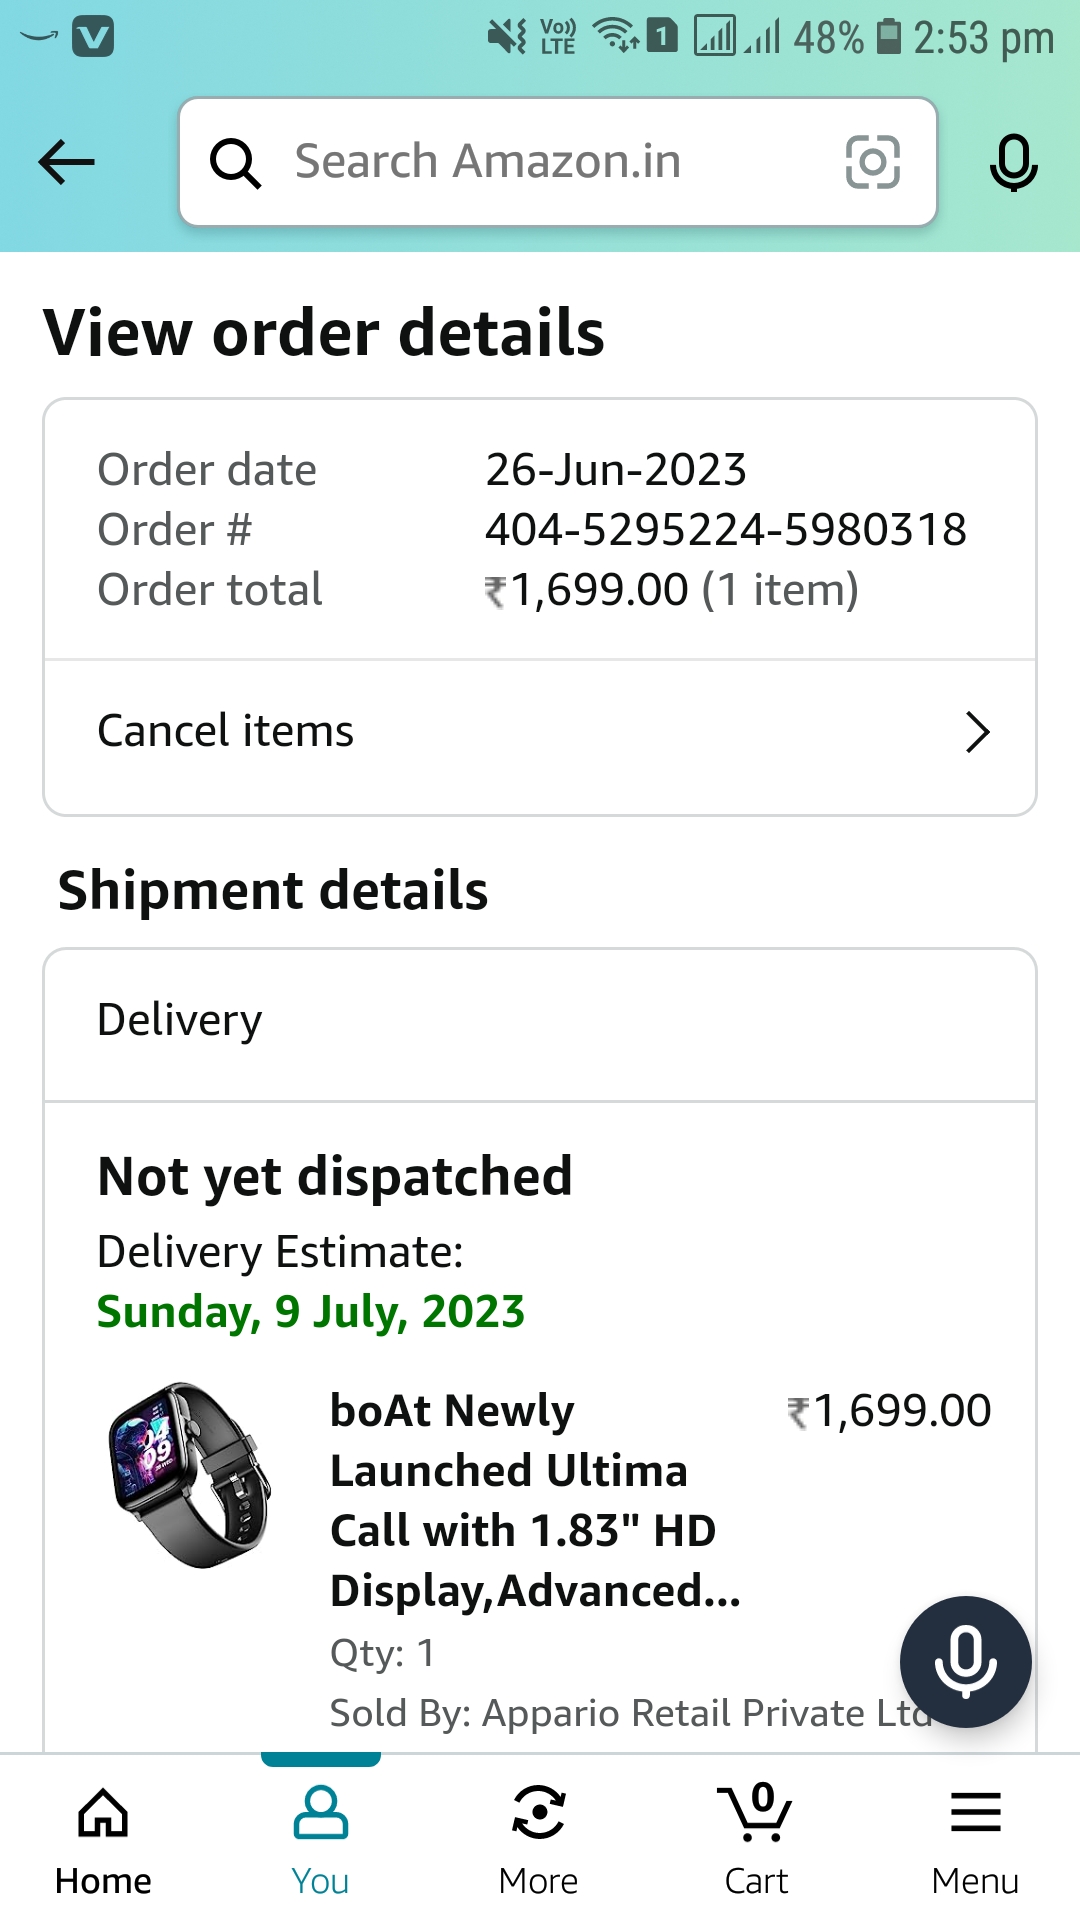 Vo)) LTE 1 48% 2:53 pm
Search Amazon.in
View order details
Order date 26-Jun-2023
Order # 404-5295224-5980318
Order total ₹1,699.00 (1 item)
Cancel items
Shipment details
Delivery
Not yet dispatched
Delivery Estimate:
Sunday, 9 July, 2023
boAt Newly ₹1,699.00
Launched Ultima
Call with 1.83" HD
Display,Advanced...
Qty: 1
Sold By: Appario Retail Private Ltd
0
Home You More Cart Menu